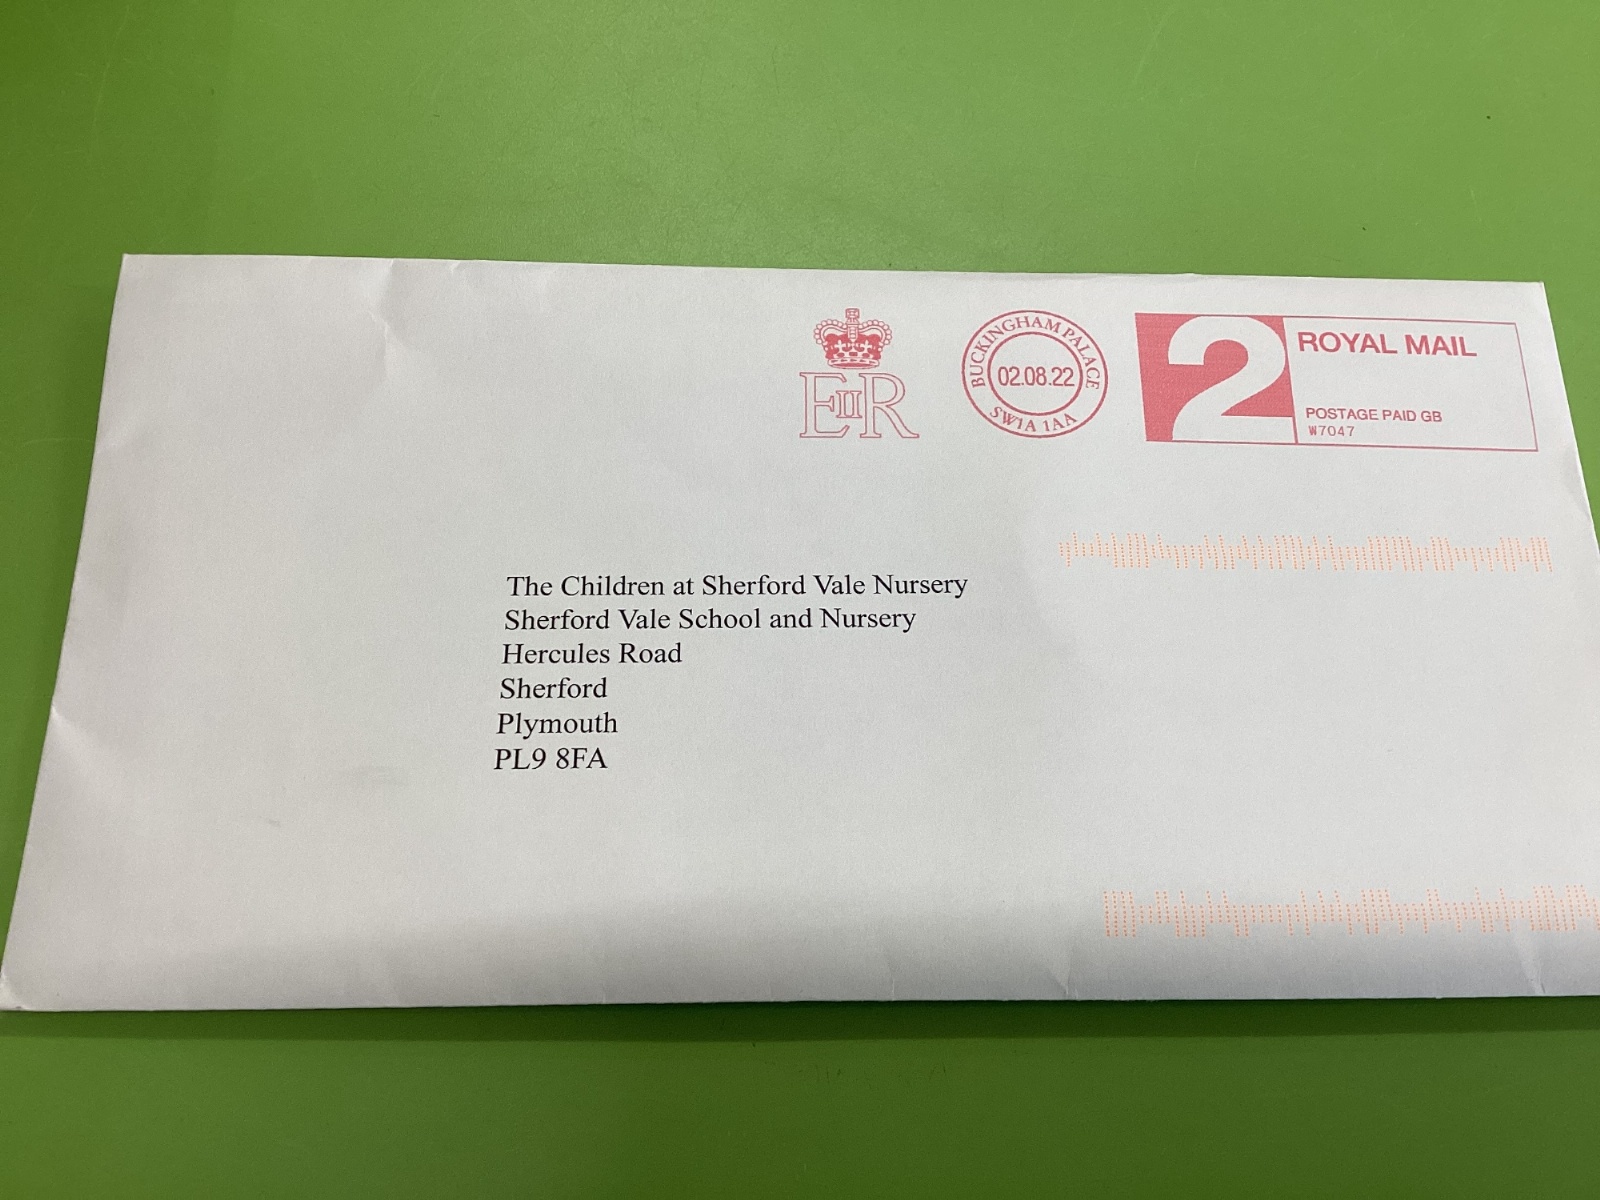 EIIR
BUCKINGHAM PALACE
02.08.22
SW1A 1AA
2
ROYAL MAIL
POSTAGE PAID GB
W7047
The Children at Sherford Vale Nursery
Sherford Vale School and Nursery
Hercules Road
Sherford
Plymouth
PL9 8FA